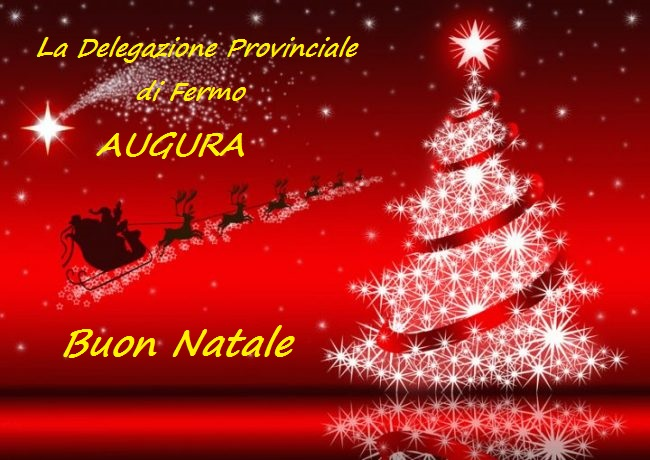 La Delegazione Provinciale
di Fermo
AUGURA
Buon Natale